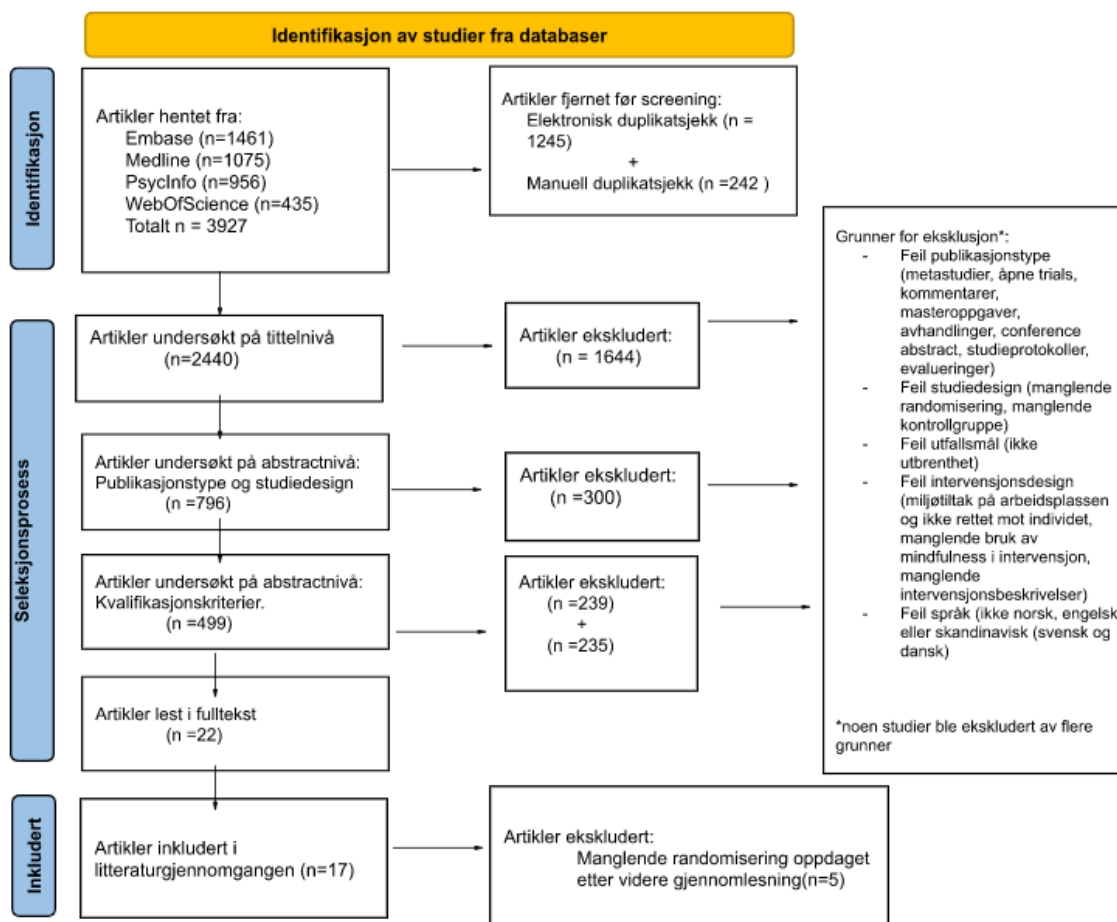 Identifikasjon av studier fra databaser
Identifikasjon
Artikler hentet fra:
Embase (n=1461)
Medline (n=1075)
PsycInfo (n=956)
WebOfScience (n=435)
Totalt n = 3927
Artikler fjernet før screening:
Elektronisk duplikatsjekk (n =
1245)
+
Manuell duplikatsjekk (n =242 )
Seleksjonsprosess
Artikler undersøkt på tittelnivå
(n=2440)
Artikler ekskludert:
(n = 1644)
Artikler undersøkt på abstractnivå:
Publikasjonstype og studiedesign
(n =796)
Artikler ekskludert:
(n =300)
Artikler undersøkt på abstractnivå:
Kvalifikasjonskriterier.
(n =499)
Artikler ekskludert:
(n =239)
+
(n =235)
Artikler lest i fulltekst
(n =22)
Grunner for eksklusjon*:
- Feil publikasjonstype
(metastudier, åpne trials,
kommentarer,
masteroppgaver,
avhandlinger, conference
abstract, studieprotokoller,
evalueringer)
- Feil studiedesign (manglende
randomisering, manglende
kontrollgruppe)
- Feil utfallsmål (ikke
utbrenthet)
- Feil intervensjonsdesign
(miljøtiltak på arbeidsplassen
og ikke rettet mot individet,
manglende bruk av
mindfulness i intervensjon,
manglende
intervensjonsbeskrivelser)
- Feil språk (ikke norsk, engelsk
eller skandinavisk (svensk og
dansk)
*noen studier ble ekskludert av flere
grunner
Inkludert
Artikler inkludert i
litteraturgjennomgangen (n=17)
Artikler ekskludert:
Manglende randomisering oppdaget
etter videre gjennomlesning(n=5)